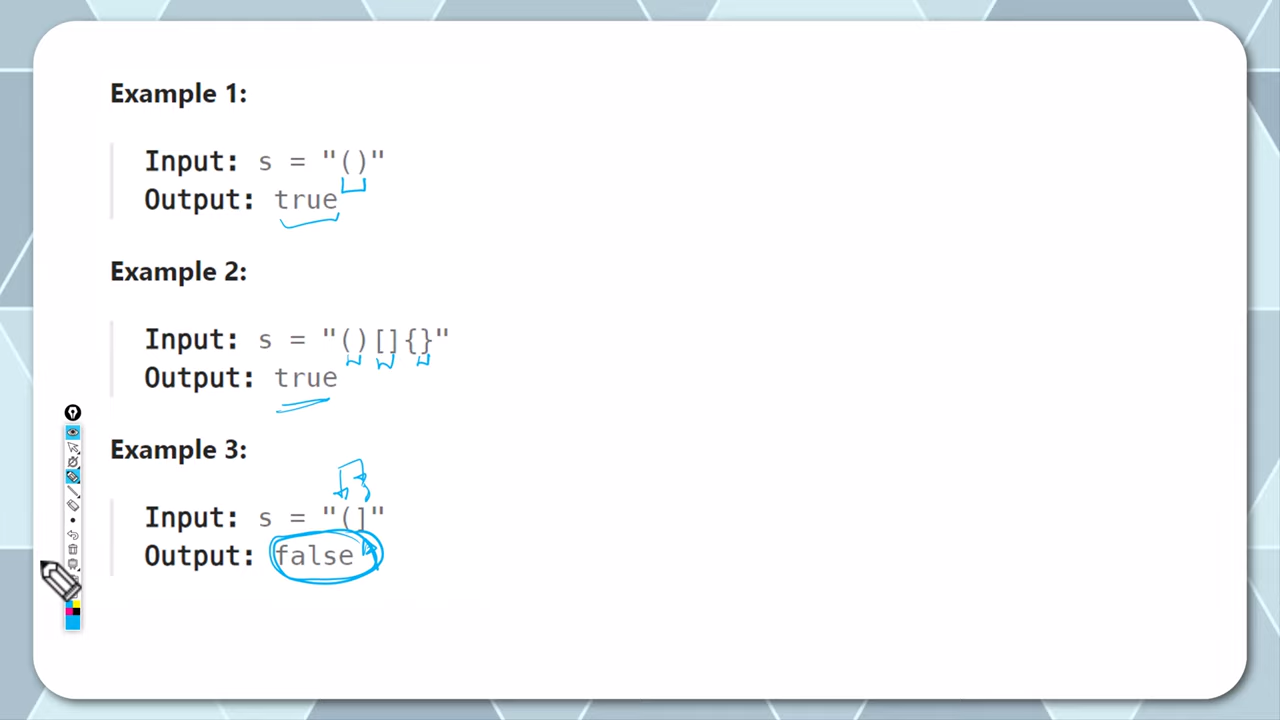 Example 1:
Input: s = "()"
Output: true
Example 2:
Input: s = "()[]{}"
Output: true
Example 3:
Input: s = "(]"
Output: false